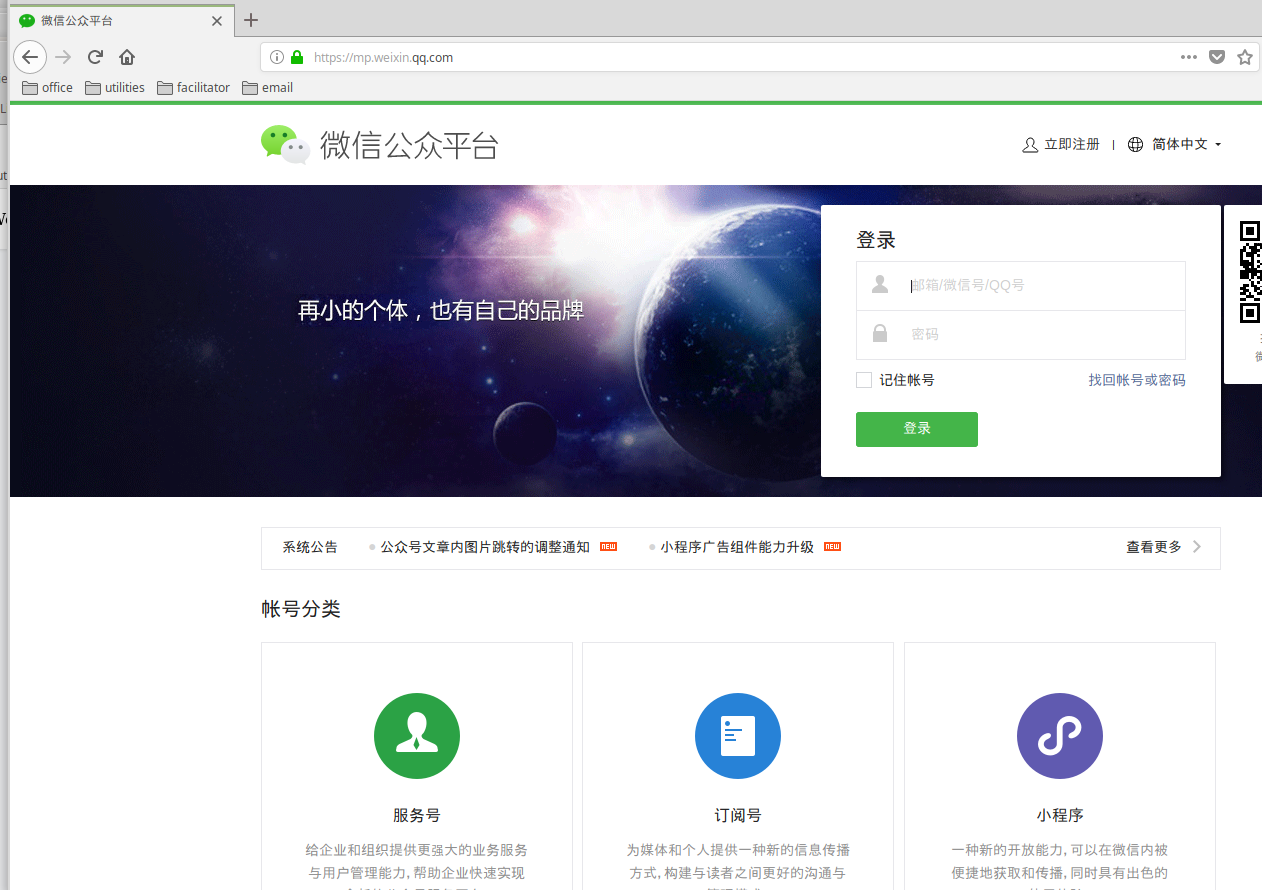 微信公众平台
https://mp.weixin.qq.com
office utilities facilitator email
微信公众平台
立即注册 | 简体中文
登录
邮箱/微信号/QQ号
再小的个体，也有自己的品牌
密码
记住帐号 找回帐号或密码
登录
系统公告 公众号文章内图片跳转的调整通知 NEW 小程序广告组件能力升级 NEW 查看更多
帐号分类
服务号
给企业和组织提供更强大的业务服务
与用户管理能力, 帮助企业快速实现
订阅号
为媒体和个人提供一种新的信息传播
方式, 构建与读者之间更好的沟通与
小程序
一种新的开放能力, 可以在微信内被
便捷地获取和传播, 同时具有出色的